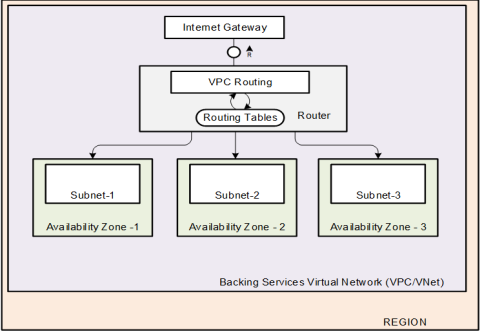 Internet Gateway
R
VPC Routing
Routing Tables
Router
Subnet-1
Subnet-2
Subnet-3
Availability Zone -1
Availability Zone - 2
Availability Zone - 3
Backing Services Virtual Network (VPC/VNet)
REGION